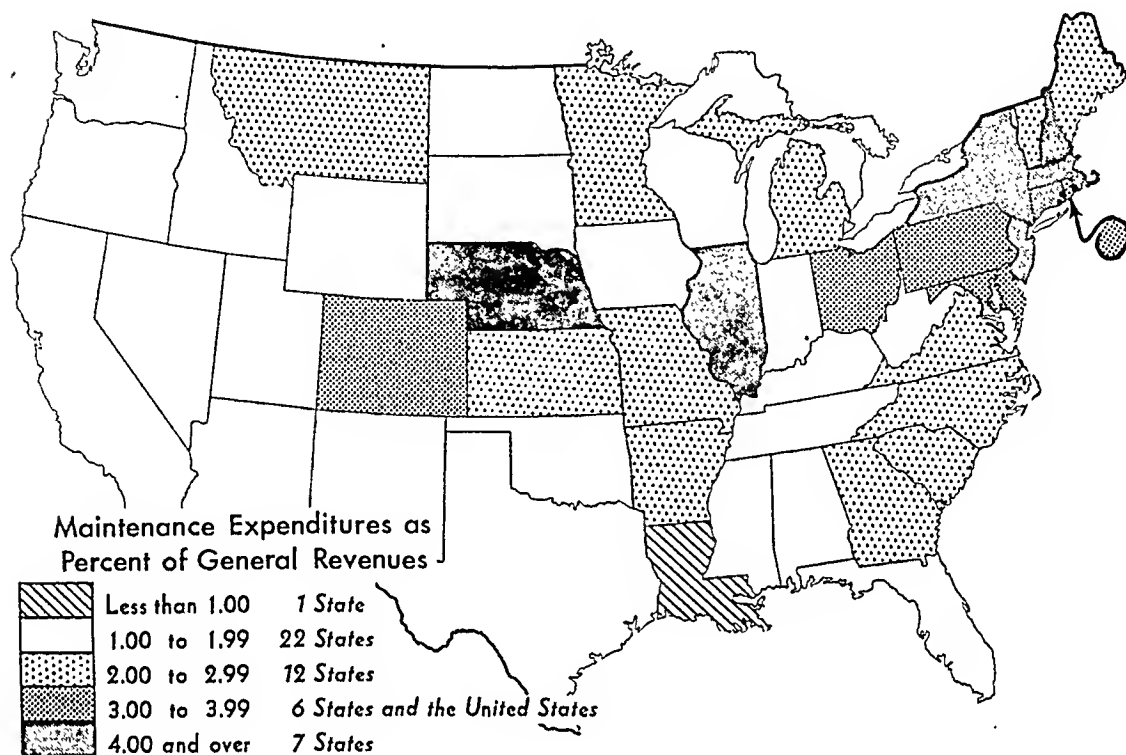 Maintenance Expenditures as
Percent of General Revenues
Less than 1.00 1 State
1.00 to 1.99 22 States
2.00 to 2.99 12 States
3.00 to 3.99 6 States and the United States
4.00 and over 7 States